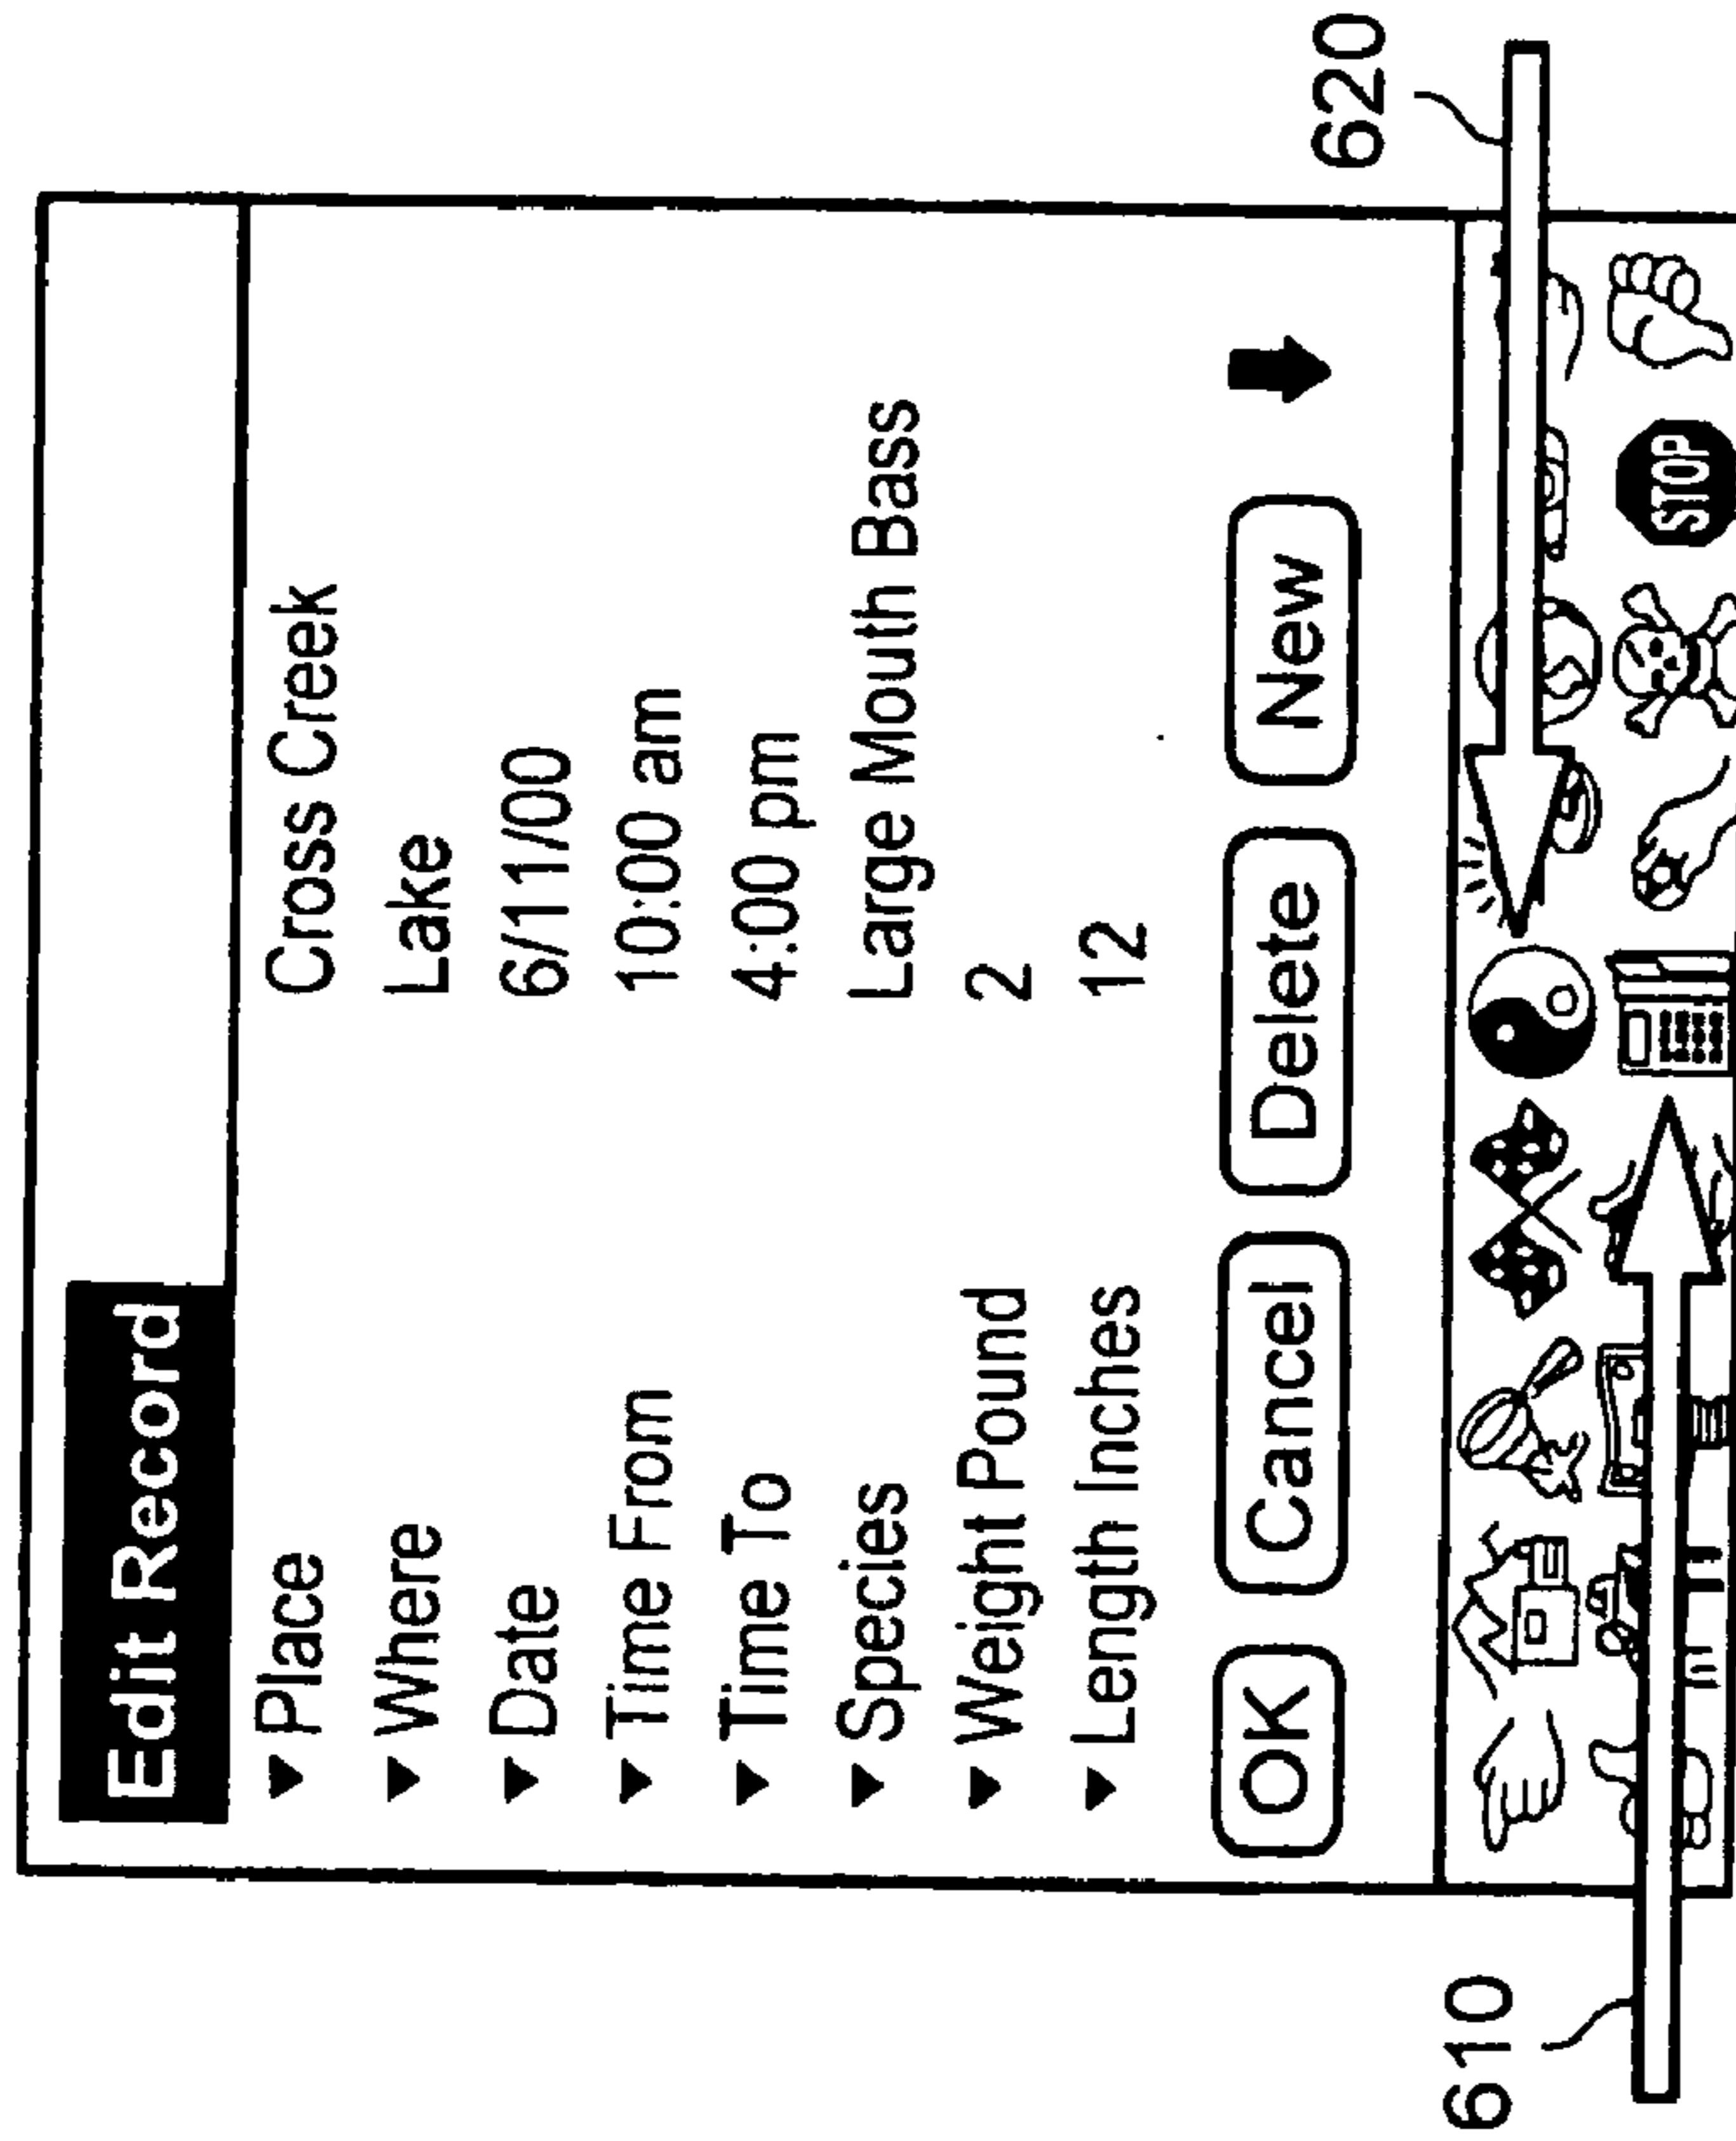 Edit Record
Place Cross Creek
Where Lake
Date 6/11/00
Time From 10:00 am
Time To 4:00 pm
Species Large Mouth Bass
Weight Pound 2
Length Inches 12
OK Cancel Delete New
620
STOP
610